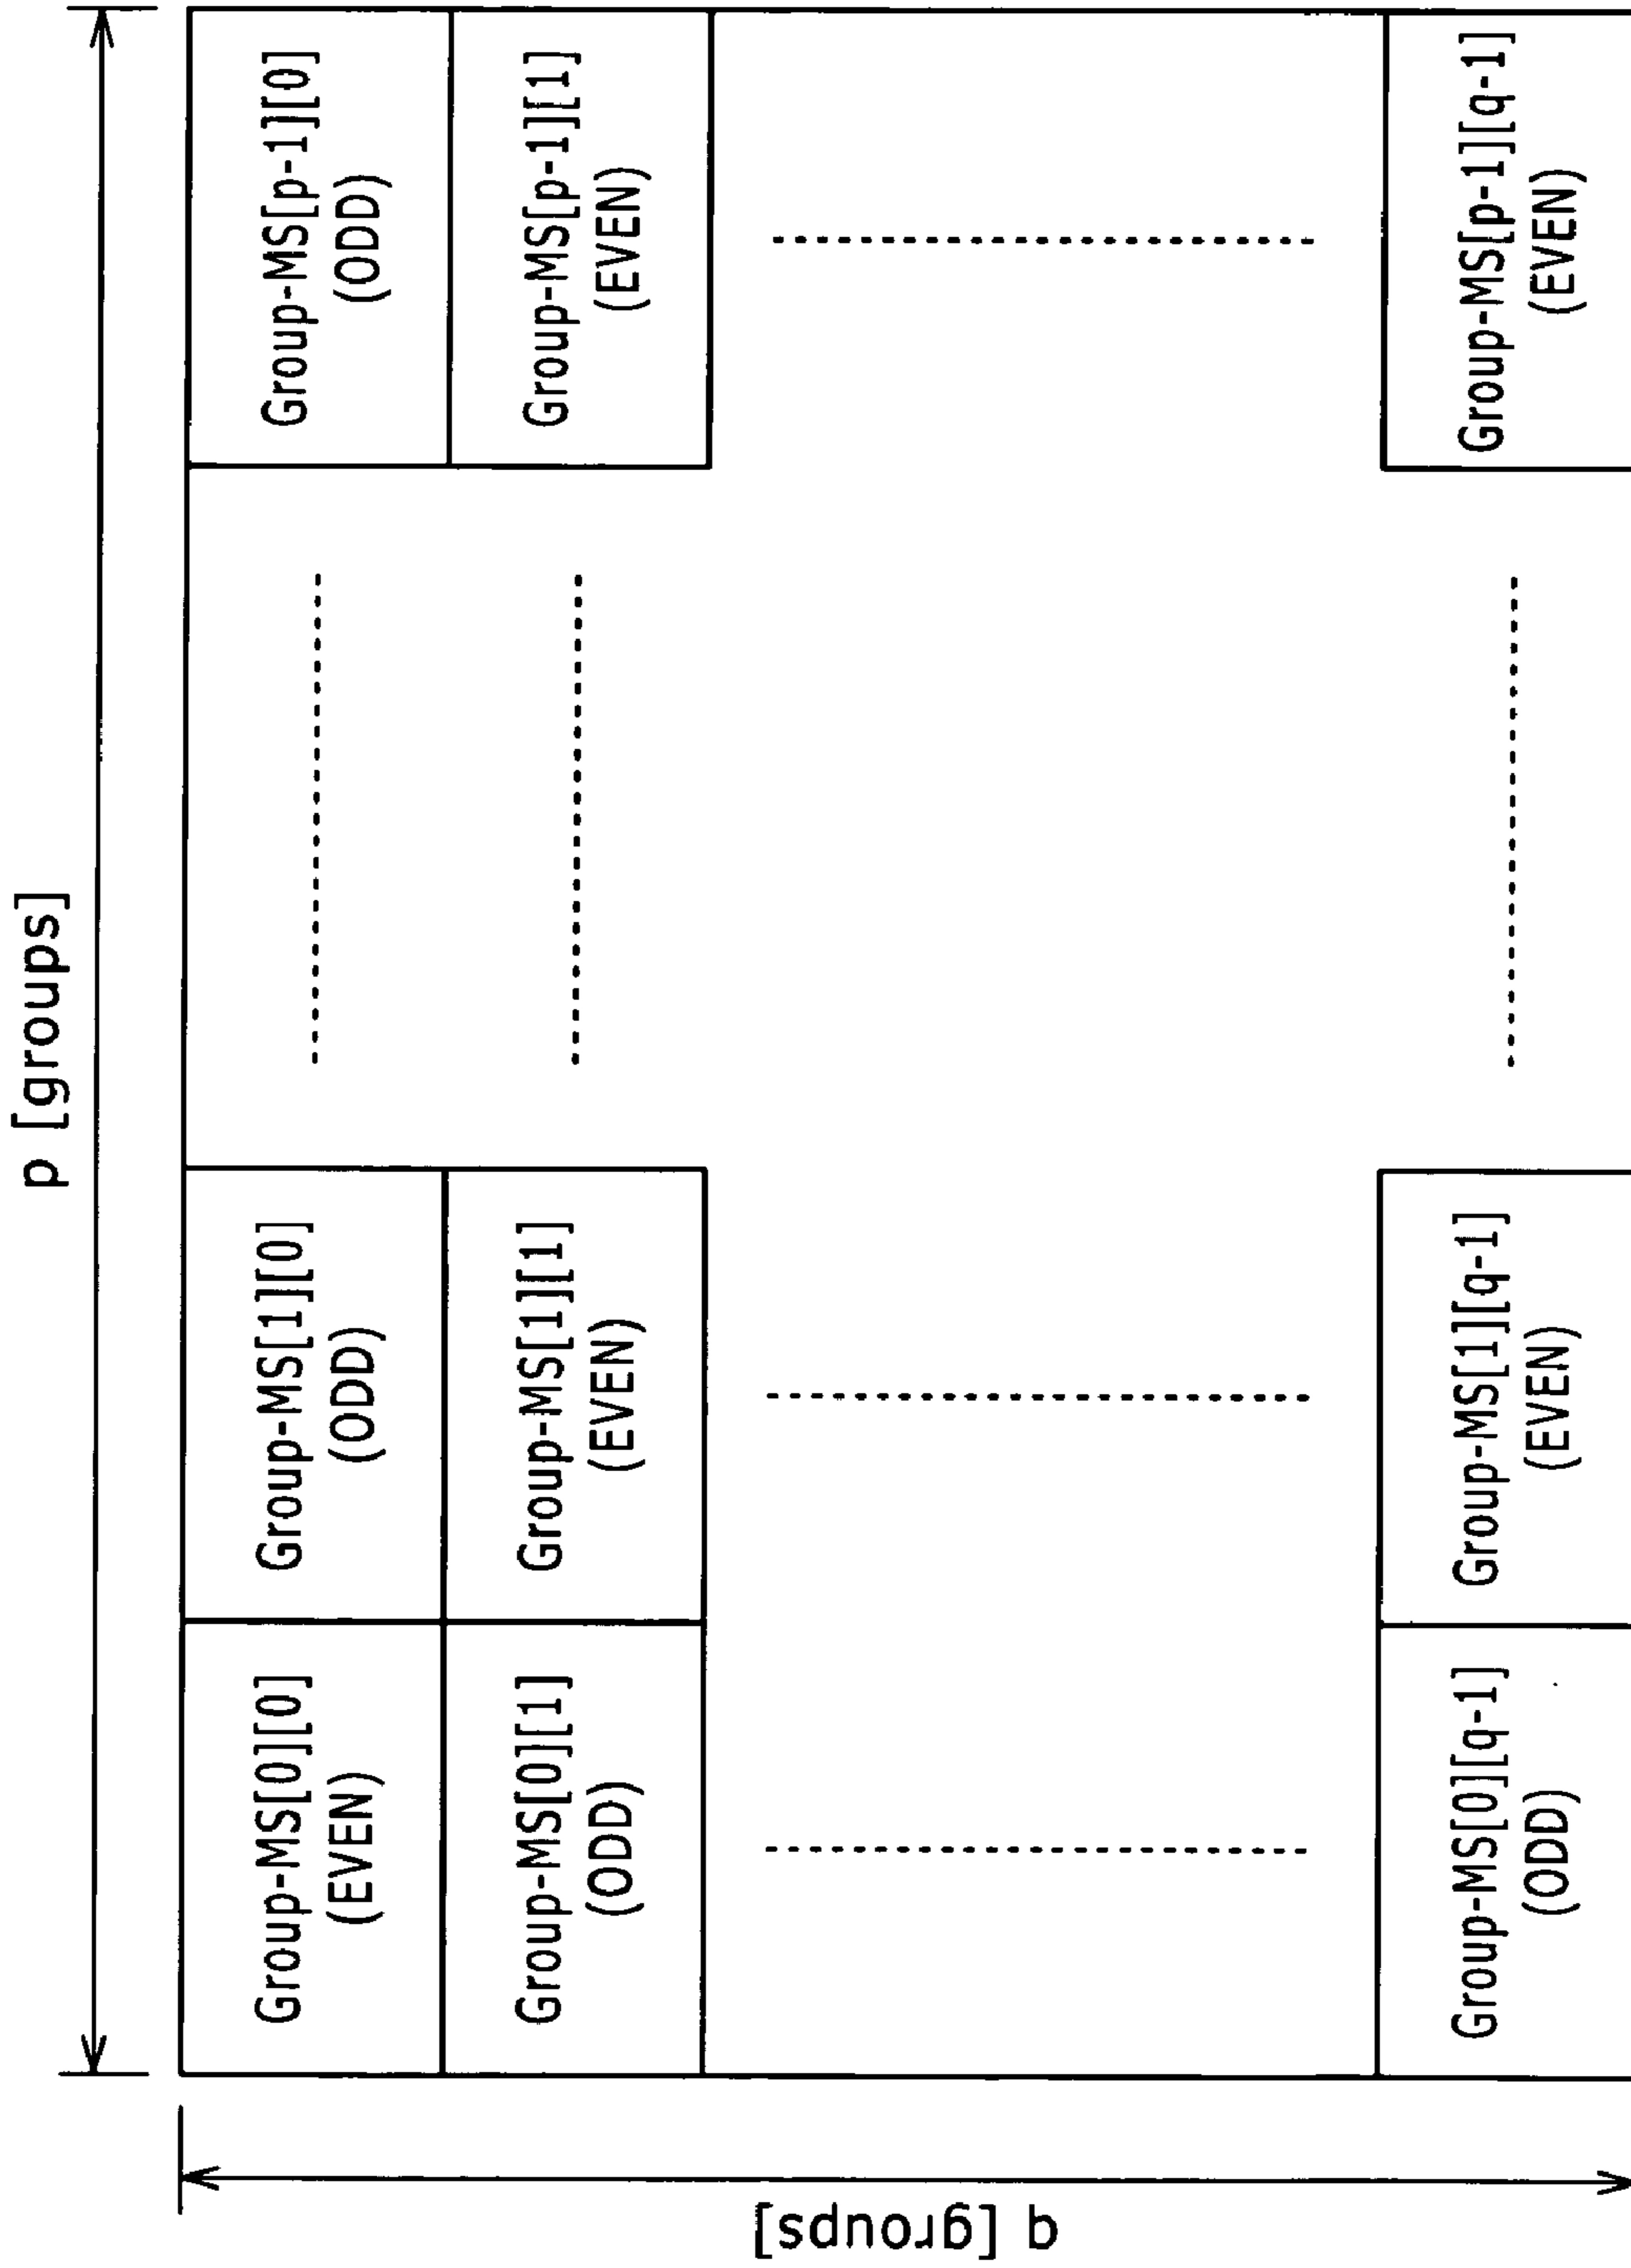 p [groups]
q [groups]
Group-MS[0][0]
(EVEN)
Group-MS[1][0]
(ODD)
Group-MS[p-1][0]
(ODD)
Group-MS[0][1]
(ODD)
Group-MS[1][1]
(EVEN)
Group-MS[p-1][1]
(EVEN)
Group-MS[0][q-1]
(ODD)
Group-MS[1][q-1]
(EVEN)
Group-MS[p-1][q-1]
(EVEN)